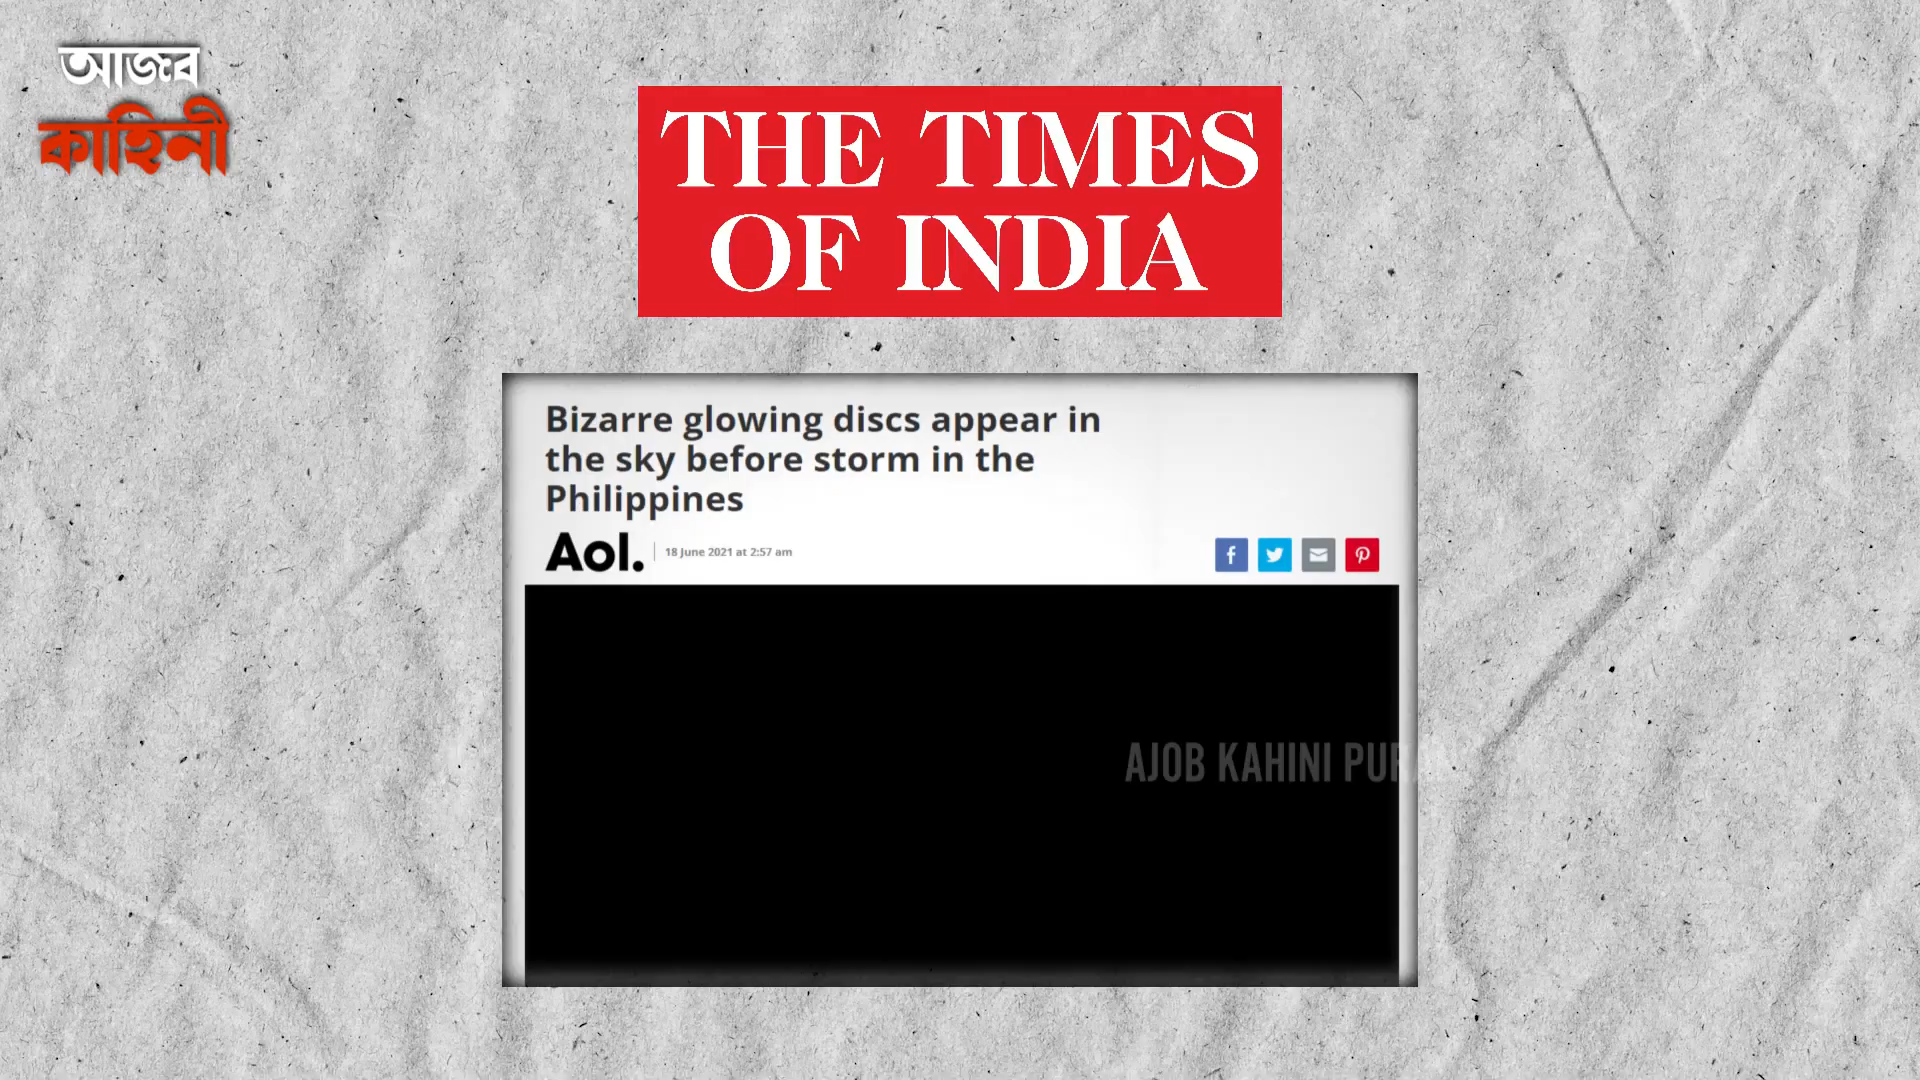 আজব
কাহিনী
THE TIMES
OF INDIA
Bizarre glowing discs appear in
the sky before storm in the
Philippines
Aol.
18 June 2021 at 2:57 am
AJOB KAHINI